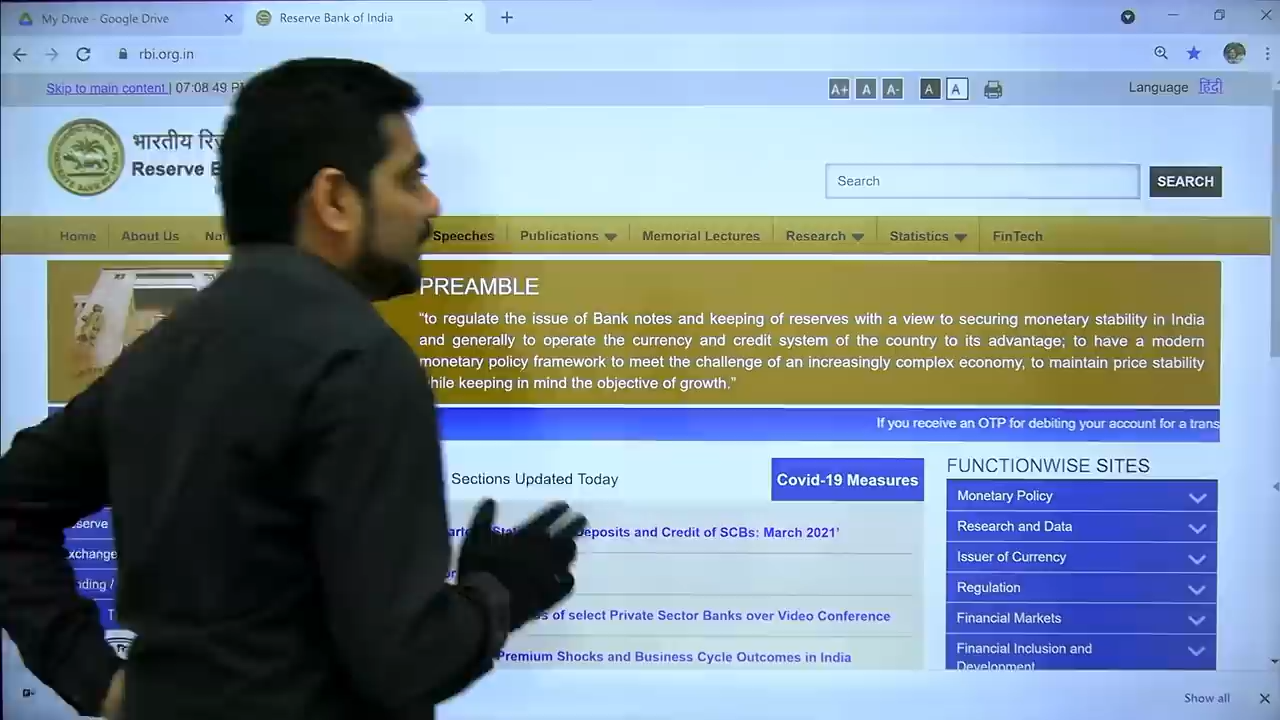 My Drive - Google Drive
Reserve Bank of India
rbi.org.in
Skip to main content | 07:08:49
A+ A A- A A
Language हिंदी
भारतीय
Reserve
Search
SEARCH
Home
About Us
Speeches
Publications
Memorial Lectures
Research
Statistics
FinTech
PREAMBLE
“to regulate the issue of Bank notes and keeping of reserves with a view to securing monetary stability in India
and generally to operate the currency and credit system of the country to its advantage; to have a modern
monetary policy framework to meet the challenge of an increasingly complex economy, to maintain price stability
while keeping in mind the objective of growth.”
If you receive an OTP for debiting your account for a trans
Sections Updated Today
Covid-19 Measures
Deposits and Credit of SCBs: March 2021’
of select Private Sector Banks over Video Conference
Premium Shocks and Business Cycle Outcomes in India
FUNCTIONWISE SITES
Monetary Policy
Research and Data
Issuer of Currency
Regulation
Financial Markets
Financial Inclusion and
Development
Show all